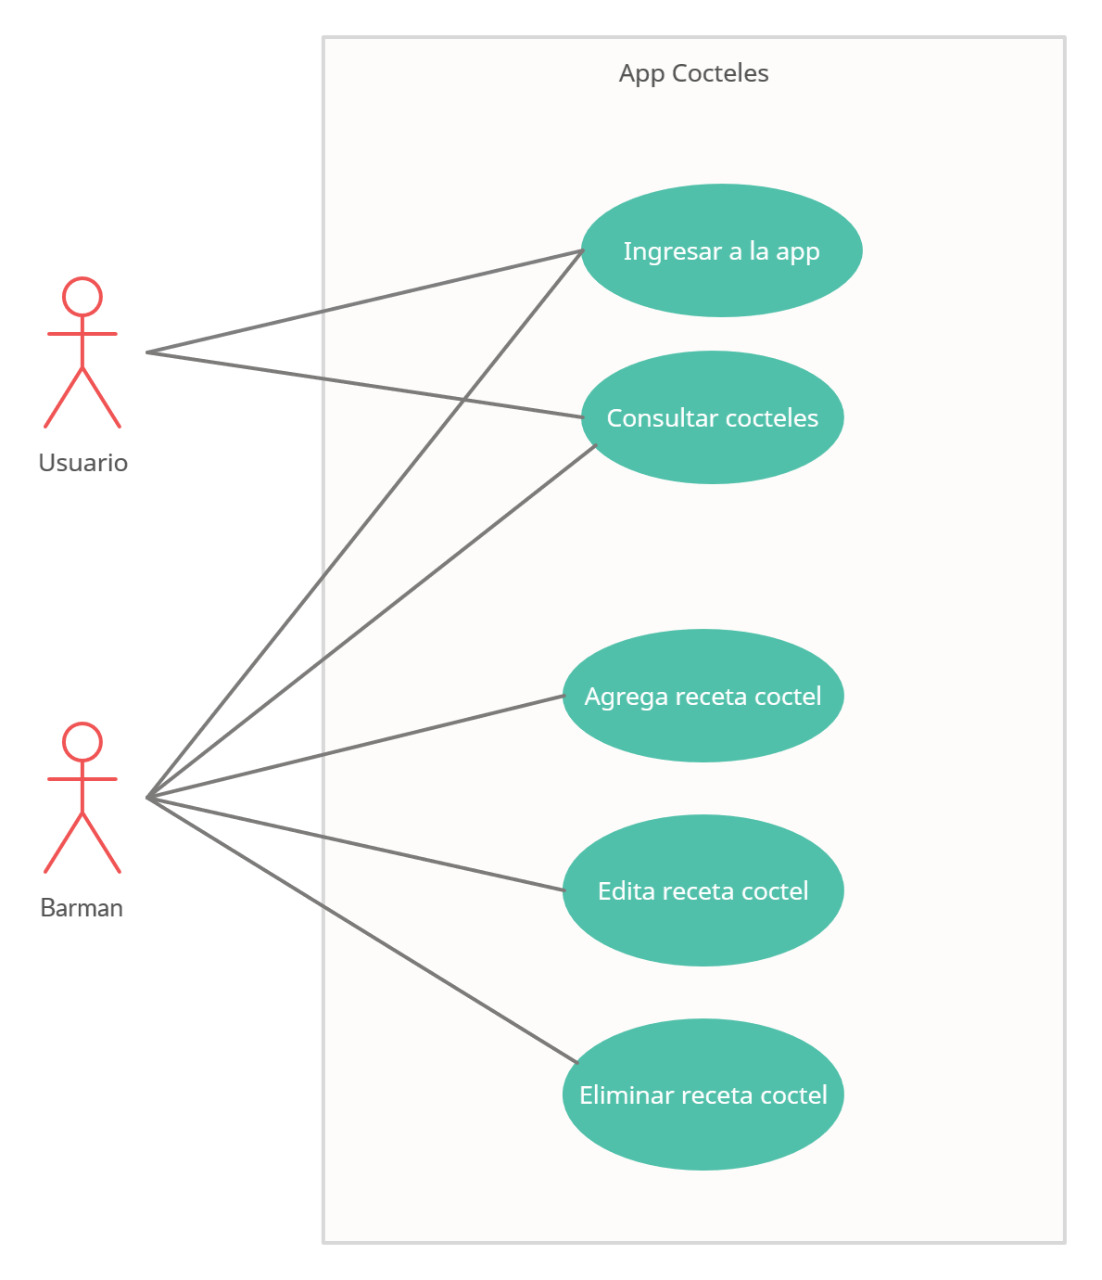 App Cocteles
Ingresar a la app
Consultar cocteles
Usuario
Agrega receta coctel
Edita receta coctel
Barman
Eliminar receta coctel